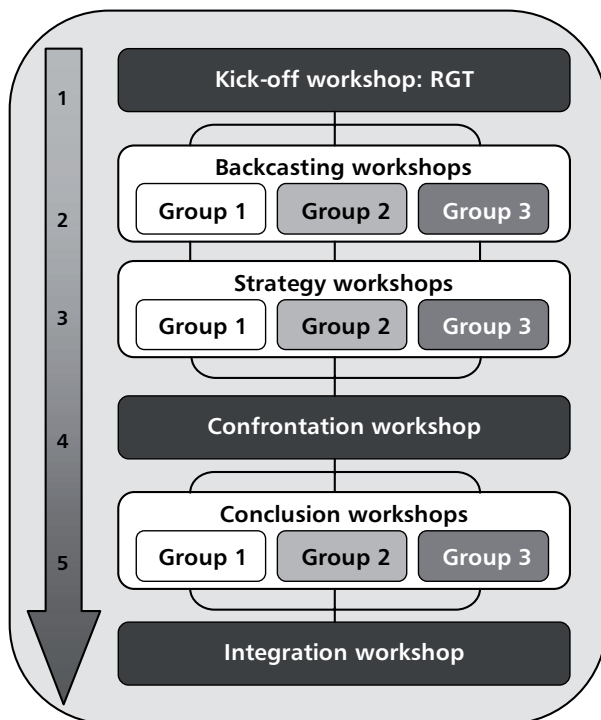 1
Kick-off workshop: RGT
Backcasting workshops
2
Group 1 Group 2 Group 3
Strategy workshops
3
Group 1 Group 2 Group 3
4
Confrontation workshop
Conclusion workshops
5
Group 1 Group 2 Group 3
Integration workshop